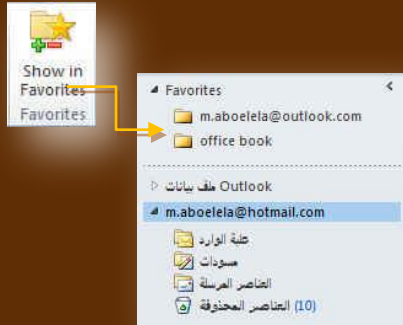 Show in
Favorites
Favorites
Favorites
m.aboelela@outlook.com
office book
ملف بيانات Outlook
m.aboelela@hotmail.com
علبة الوارد
مسودات
العناصر المرسلة
العناصر المحذوفة (10)